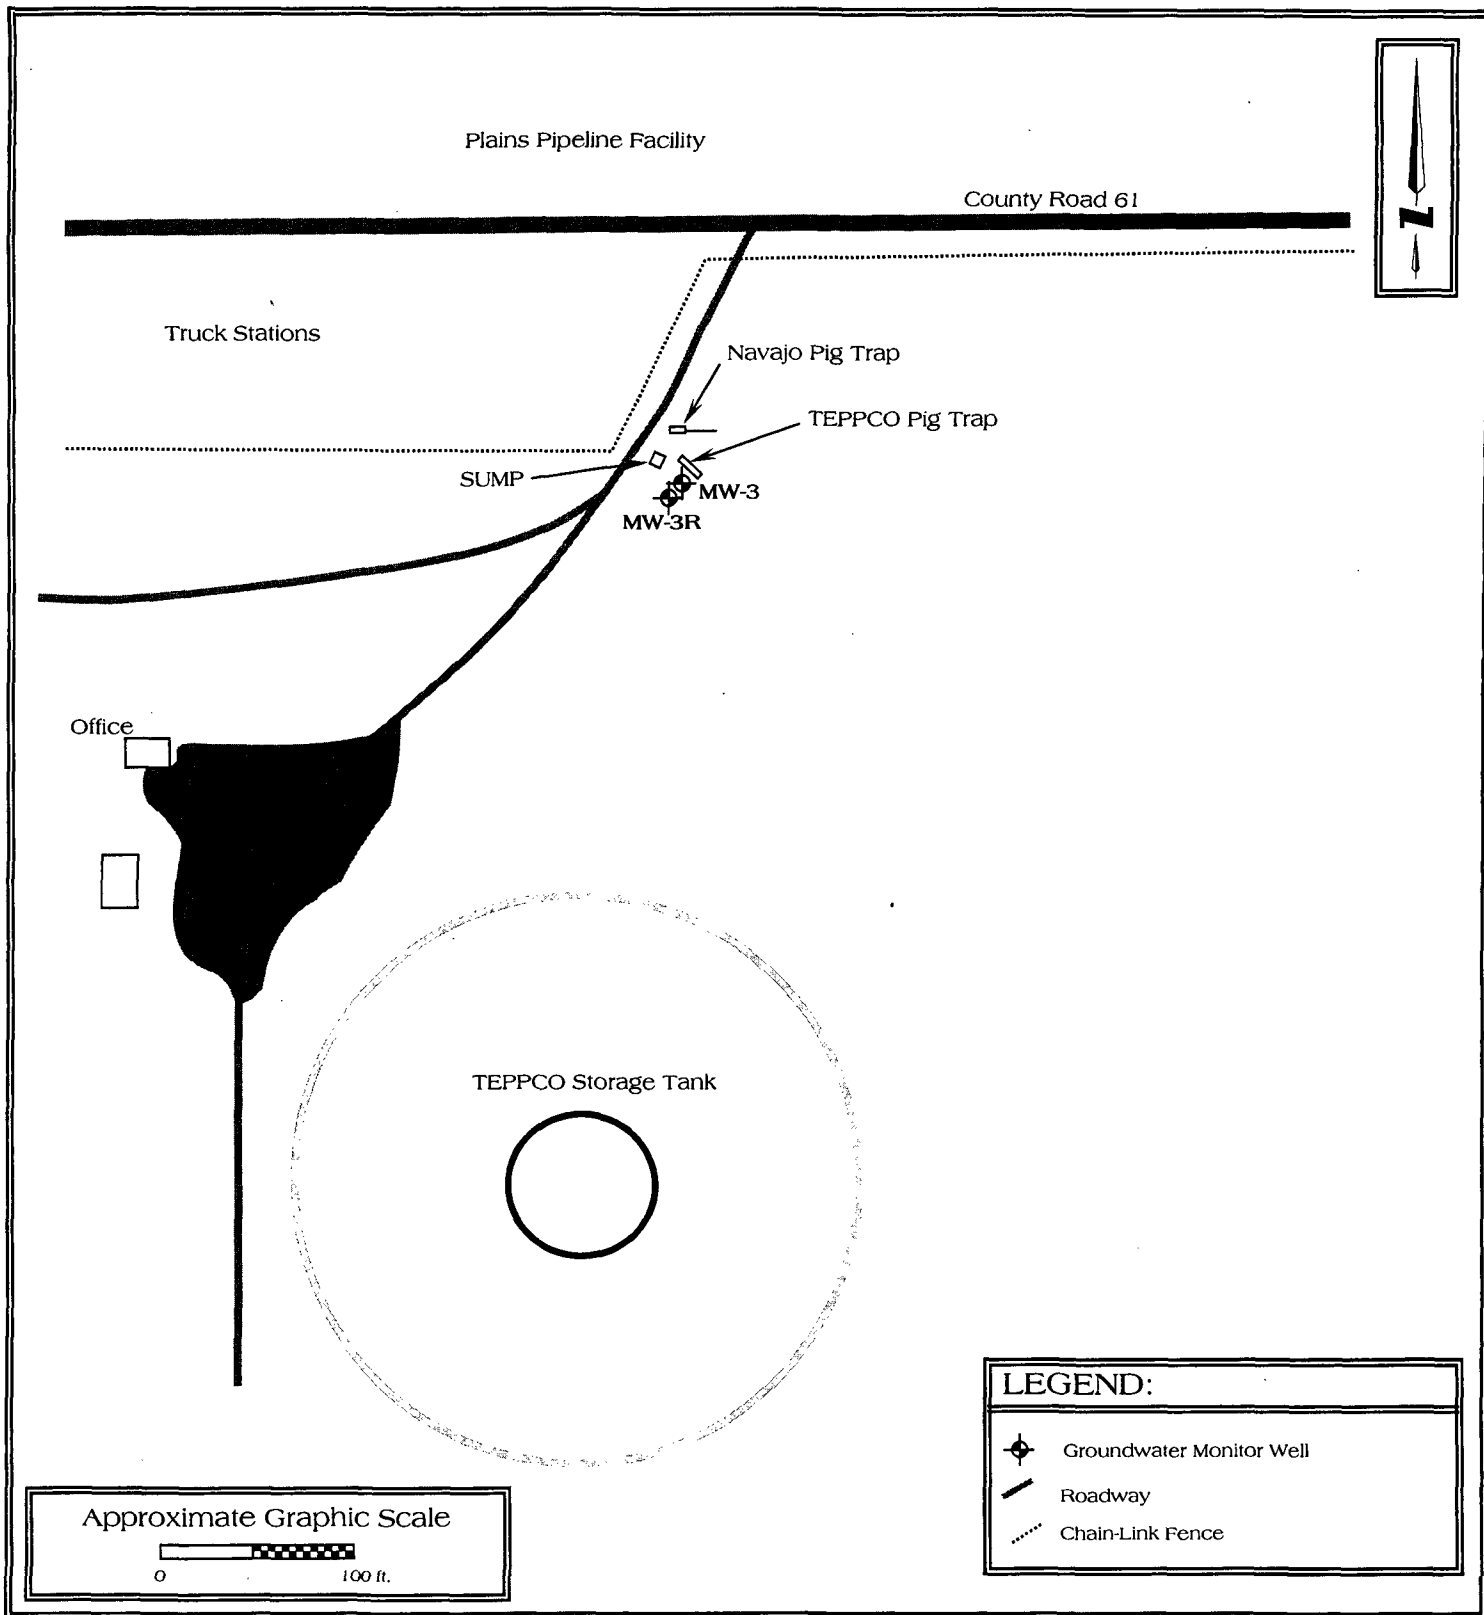 Plains Pipeline Facility
County Road 61
N
Truck Stations
Navajo Pig Trap
TEPPCO Pig Trap
SUMP
MW-3
MW-3R
Office
TEPPCO Storage Tank
LEGEND:
Groundwater Monitor Well
Roadway
Chain-Link Fence
Approximate Graphic Scale
0 100 ft.